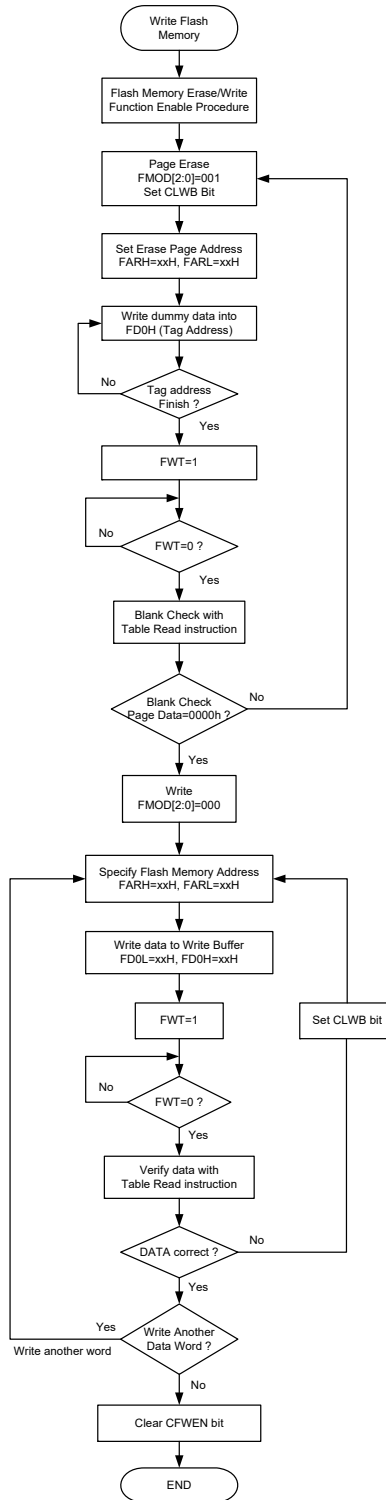 Write Flash
Memory
Flash Memory Erase/Write
Function Enable Procedure
Page Erase
FMOD[2:0]=001
Set CLWB Bit
Set Erase Page Address
FARH=xxH, FARL=xxH
Write dummy data into
FD0H (Tag Address)
No
Tag address
Finish ?
Yes
FWT=1
No
FWT=0 ?
Yes
Blank Check with
Table Read instruction
No
Blank Check
Page Data=0000h ?
Yes
Write
FMOD[2:0]=000
Specify Flash Memory Address
FARH=xxH, FARL=xxH
Write data to Write Buffer
FD0L=xxH, FD0H=xxH
FWT=1
Set CLWB bit
No
FWT=0 ?
Yes
Verify data with
Table Read instruction
No
DATA correct ?
Yes
Yes
Write another word
Write Another
Data Word ?
No
Clear CFWEN bit
END